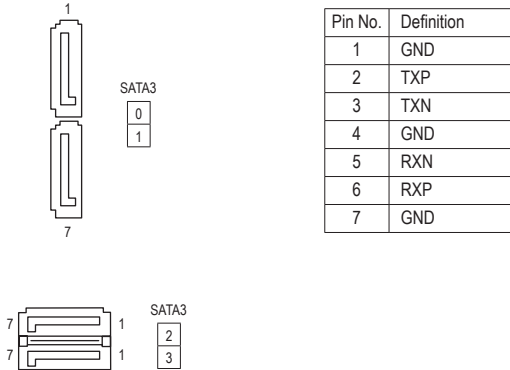 1
SATA3
0
1
7
Pin No. Definition
1 GND
2 TXP
3 TXN
4 GND
5 RXN
6 RXP
7 GND
7 1
7 1
SATA3
2
3